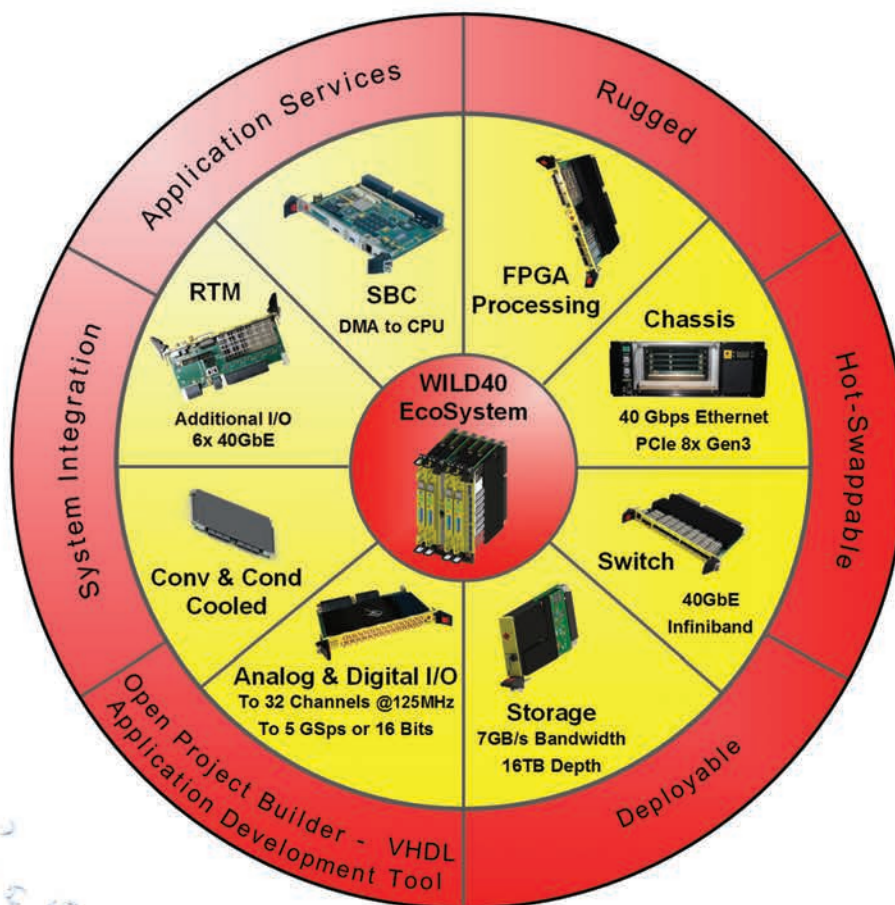 Application Services
Rugged
Hot-Swappable
Deployable
Open Project Builder - VHDL
Application Development Tool
System Integration
SBC
DMA to CPU
FPGA
Processing
Chassis
40 Gbps Ethernet
PCIe 8x Gen3
Switch
40GbE
Infiniband
Storage
7GB/s Bandwidth
16TB Depth
Analog & Digital I/O
To 32 Channels @125MHz
To 5 GSps or 16 Bits
Conv & Cond
Cooled
RTM
Additional I/O
6x 40GbE
WILD40
EcoSystem